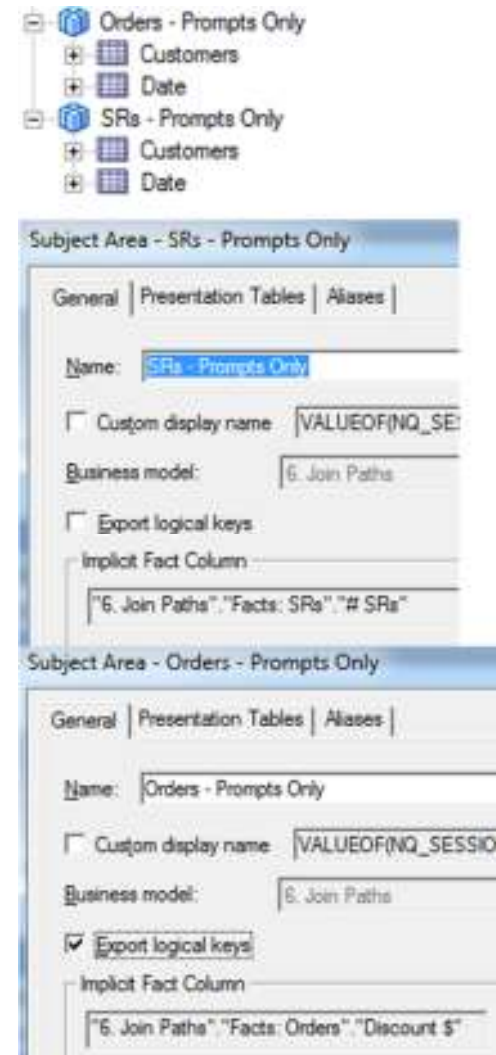 Orders - Prompts Only
Customers
Date
SRs - Prompts Only
Customers
Date
Subject Area - SRs - Prompts Only
General Presentation Tables Aliases
Name: SRs - Prompts Only
Custom display name VALUEOF(NQ_SES
Business model: 6. Join Paths
Export logical keys
Implicit Fact Column
"6. Join Paths"."Facts: SRs"."# SRs"
Subject Area - Orders - Prompts Only
General Presentation Tables Aliases
Name: Orders - Prompts Only
Custom display name VALUEOF(NQ_SESSIO
Business model: 6. Join Paths
Export logical keys
Implicit Fact Column
"6. Join Paths"."Facts: Orders"."Discount $"